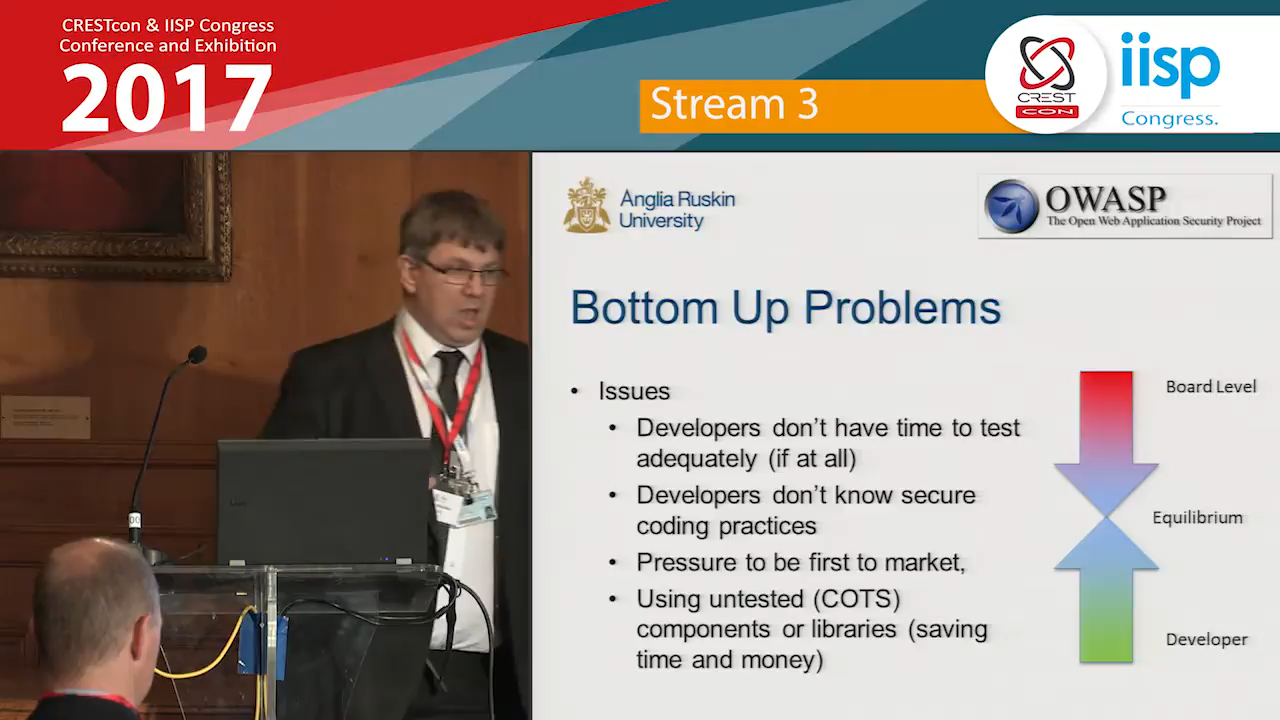 CRESTcon & IISP Congress
Conference and Exhibition
2017
Stream 3
CREST
CON
iisp
Congress.
Anglia Ruskin
University
OWASP
The Open Web Application Security Project
Bottom Up Problems
• Issues
• Developers don't have time to test
adequately (if at all)
• Developers don't know secure
coding practices
• Pressure to be first to market,
• Using untested (COTS)
components or libraries (saving
time and money)
Board Level
Equilibrium
Developer
00